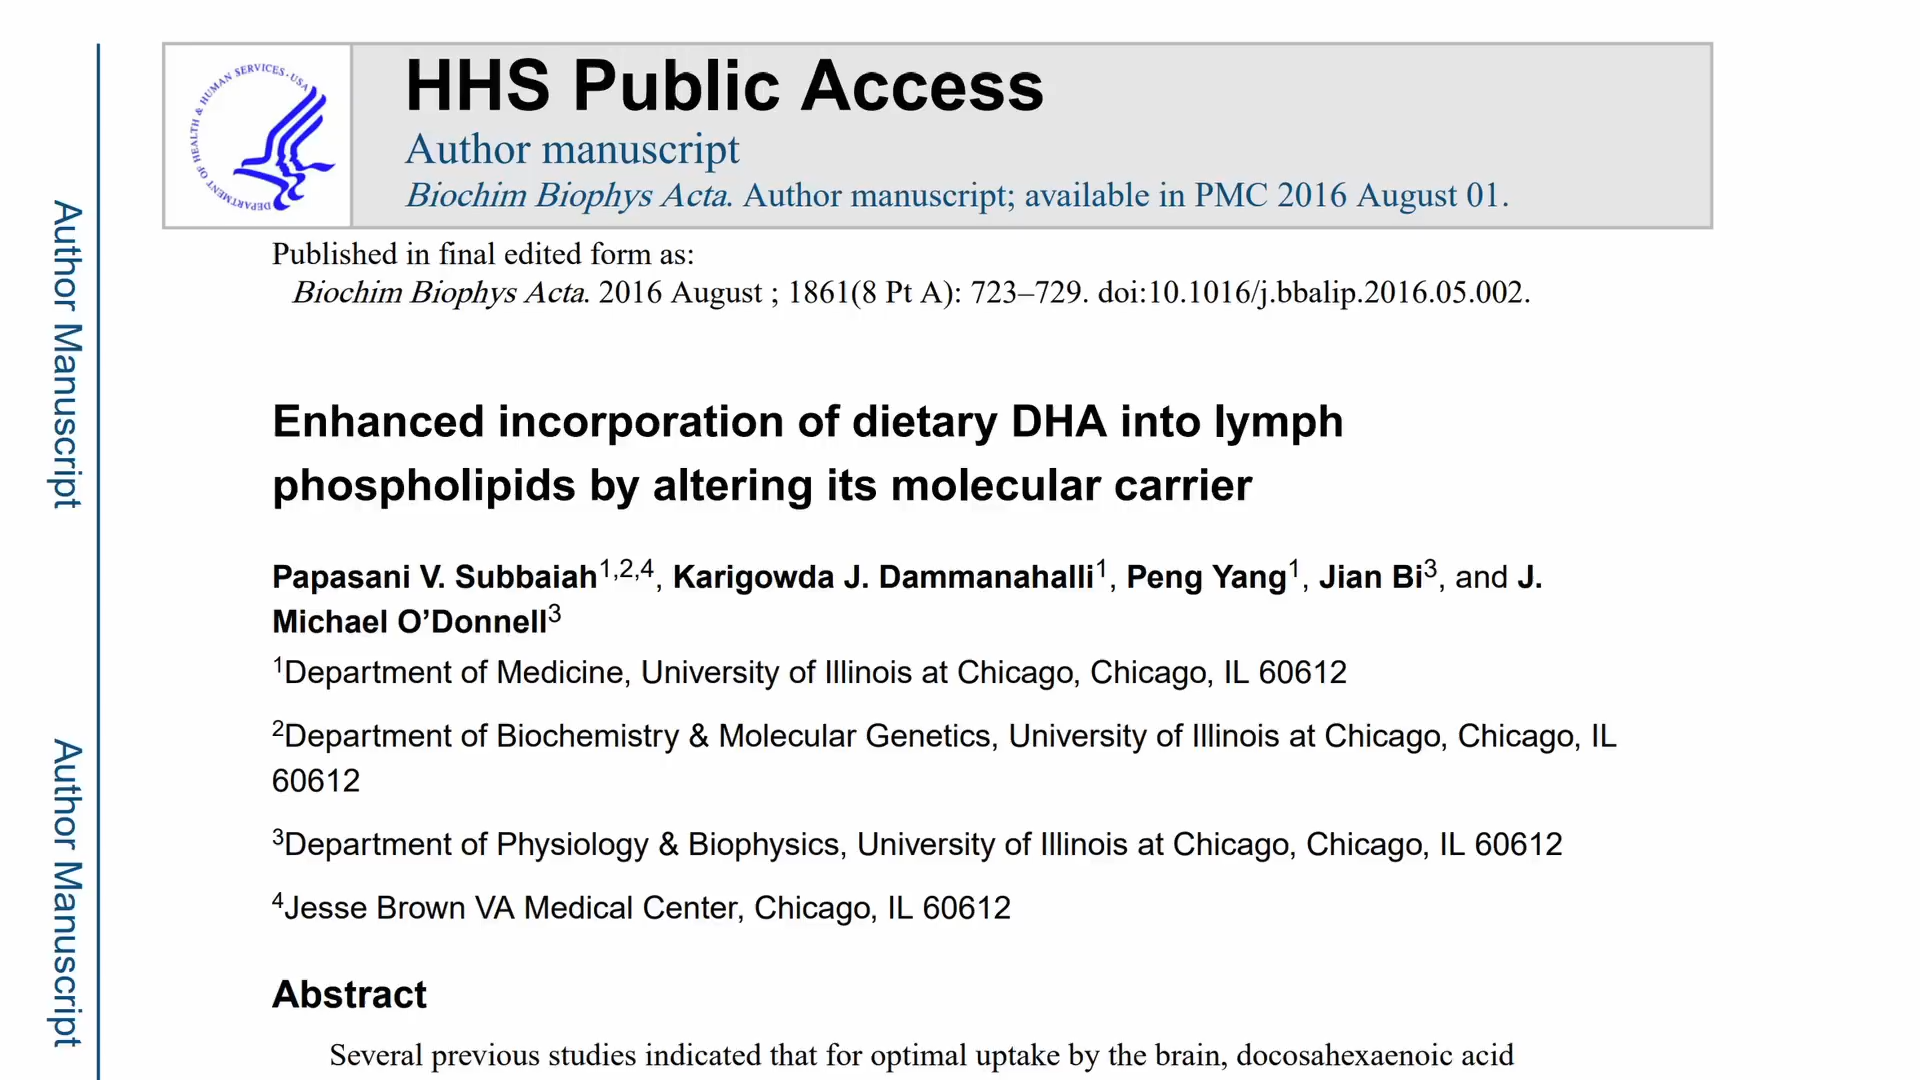 HHS Public Access
Author manuscript
Biochim Biophys Acta. Author manuscript; available in PMC 2016 August 01.
DEPARTMENT OF HEALTH & HUMAN SERVICES · USA
Published in final edited form as:
Biochim Biophys Acta. 2016 August ; 1861(8 Pt A): 723–729. doi:10.1016/j.bbalip.2016.05.002.
Enhanced incorporation of dietary DHA into lymph
phospholipids by altering its molecular carrier
Papasani V. Subbaiah1,2,4, Karigowda J. Dammanahalli1, Peng Yang1, Jian Bi3, and J.
Michael O’Donnell3
1Department of Medicine, University of Illinois at Chicago, Chicago, IL 60612
2Department of Biochemistry & Molecular Genetics, University of Illinois at Chicago, Chicago, IL
60612
3Department of Physiology & Biophysics, University of Illinois at Chicago, Chicago, IL 60612
4Jesse Brown VA Medical Center, Chicago, IL 60612
Abstract
Several previous studies indicated that for optimal uptake by the brain, docosahexaenoic acid
Author Manuscript
Author Manuscript